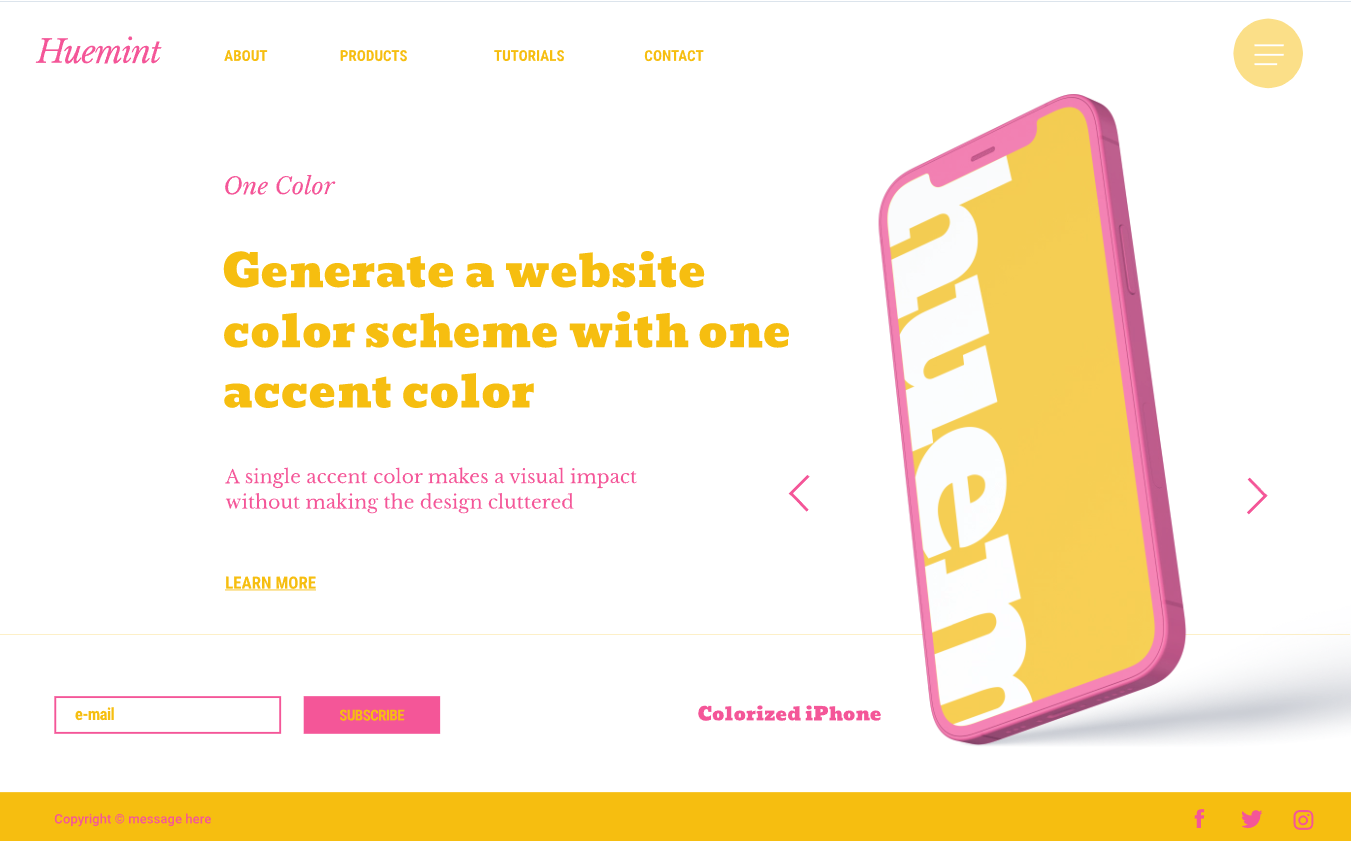 Huemint
ABOUT PRODUCTS TUTORIALS CONTACT
One Color
Generate a website
color scheme with one
accent color
A single accent color makes a visual impact
without making the design cluttered
LEARN MORE
huem
e-mail
SUBSCRIBE
Colorized iPhone
Copyright © message here